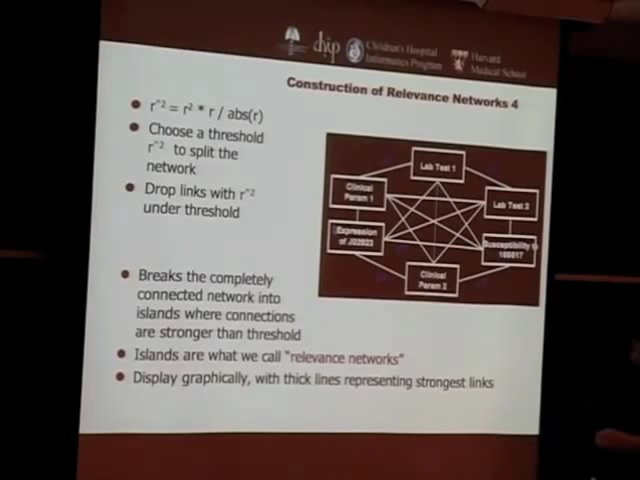 chip
Children's Hospital
Informatics Program
Harvard
Medical School
Construction of Relevance Networks 4
r^2 = r² * r / abs(r)
Choose a threshold
r^2 to split the
network
Drop links with r^2
under threshold
Lab Test 1
Clinical
Param 1
Lab Test 2
Expression
of J02923
Susceptibility to
Clinical
Param 2
Breaks the completely
connected network into
islands where connections
are stronger than threshold
Islands are what we call "relevance networks"
Display graphically, with thick lines representing strongest links